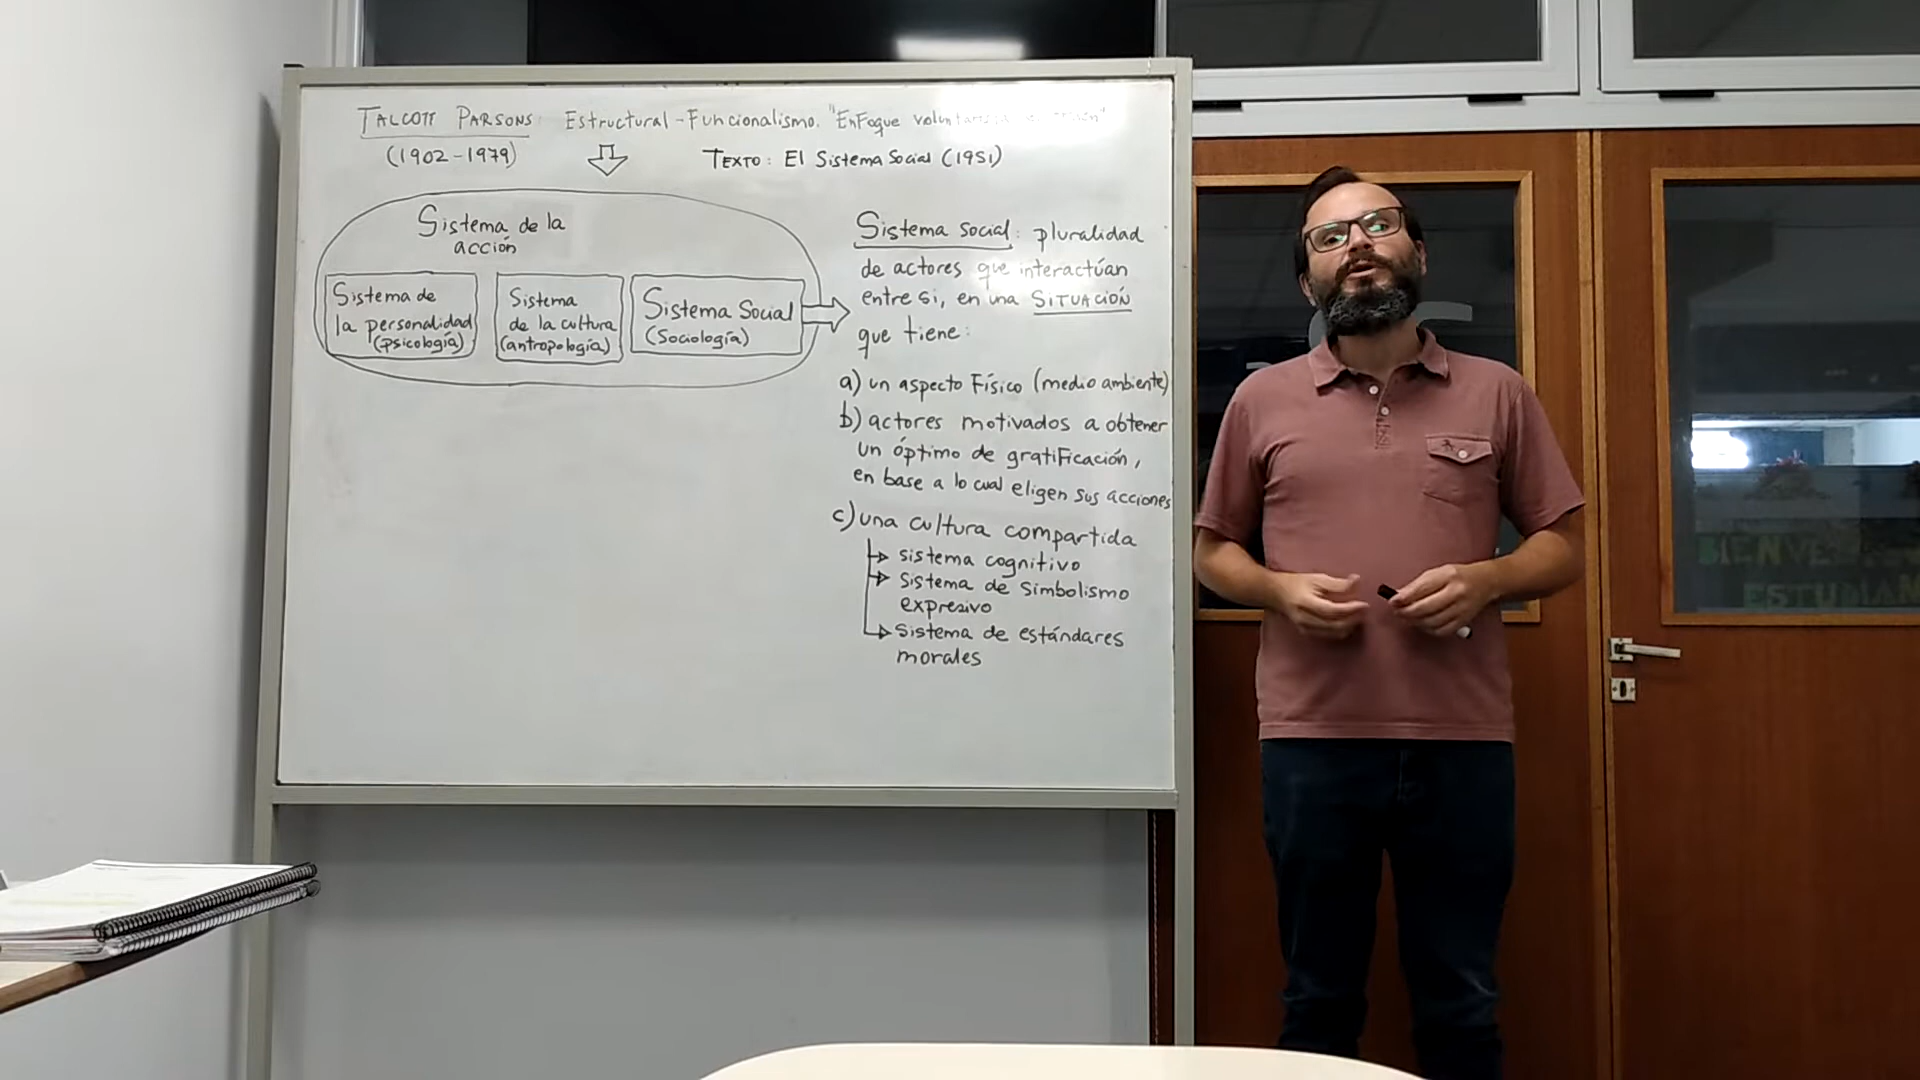 TALCOTT PARSONS: Estructural-Funcionalismo. "Enfoque
(1902-1979)
TEXTO: El Sistema Social (1951)
Sistema de la
acción
Sistema de
la personalidad
(psicología)
Sistema
de la cultura
(antropología)
Sistema Social
(Sociología)
Sistema Social: pluralidad
de actores que interactúan
entre si, en una SITUACIÓN
que tiene:
a) un aspecto Físico (medio ambiente)
b) actores motivados a obtener
un óptimo de gratificación,
en base a lo cual eligen sus acciones
c) una cultura compartida
sistema cognitivo
Sistema de Simbolismo
expresivo
Sistema de estándares
morales